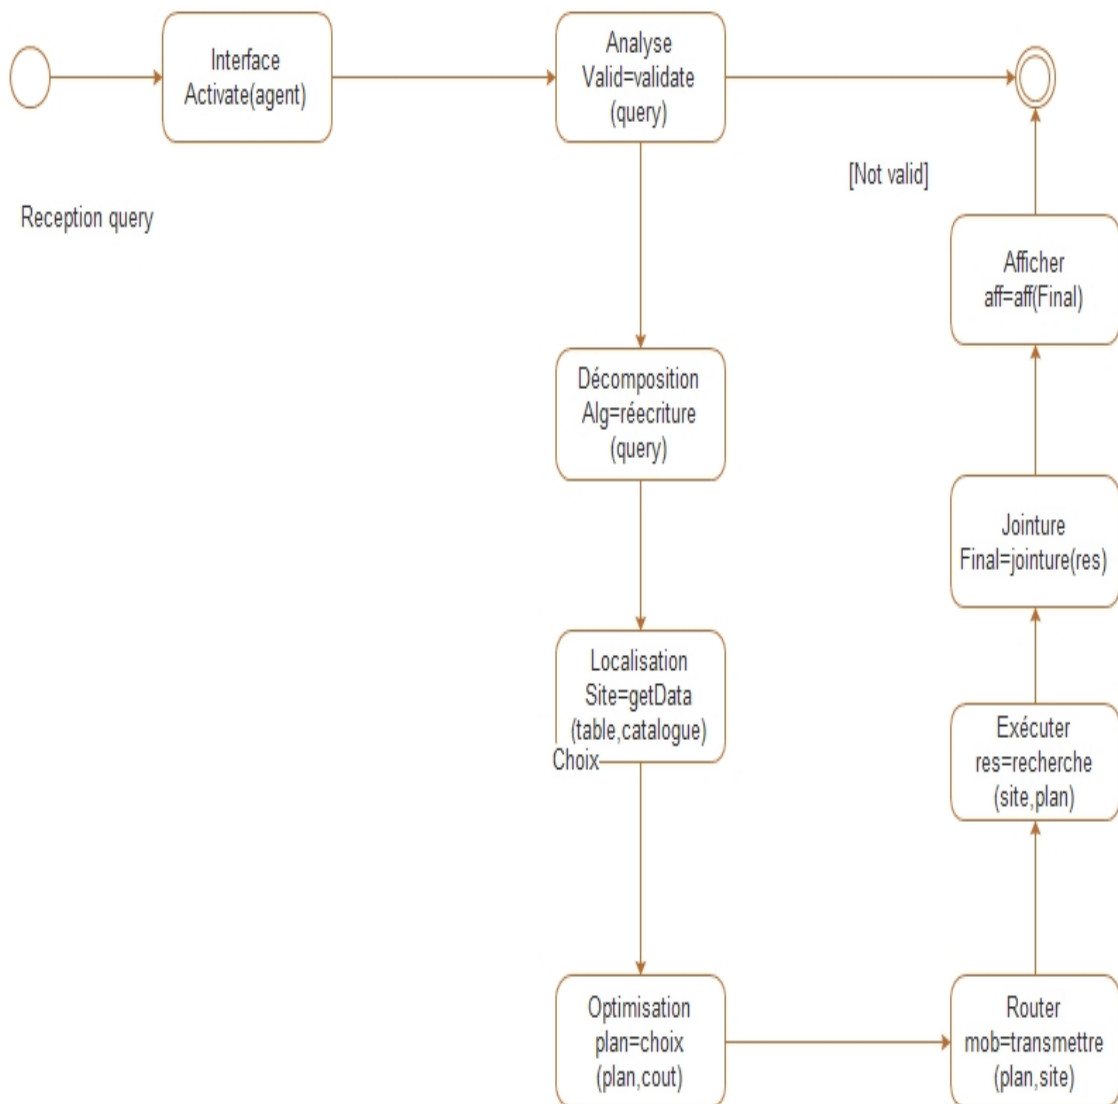 Interface
Activate(agent)
Analyse
Valid=validate
(query)
[Not valid]
Reception query
Afficher
aff=aff(Final)
Décomposition
Alg=réecriture
(query)
Jointure
Final=jointure(res)
Localisation
Site=getData
(table,catalogue)
Choix
Exécuter
res=recherche
(site,plan)
Optimisation
plan=choix
(plan,cout)
Router
mob=transmettre
(plan,site)